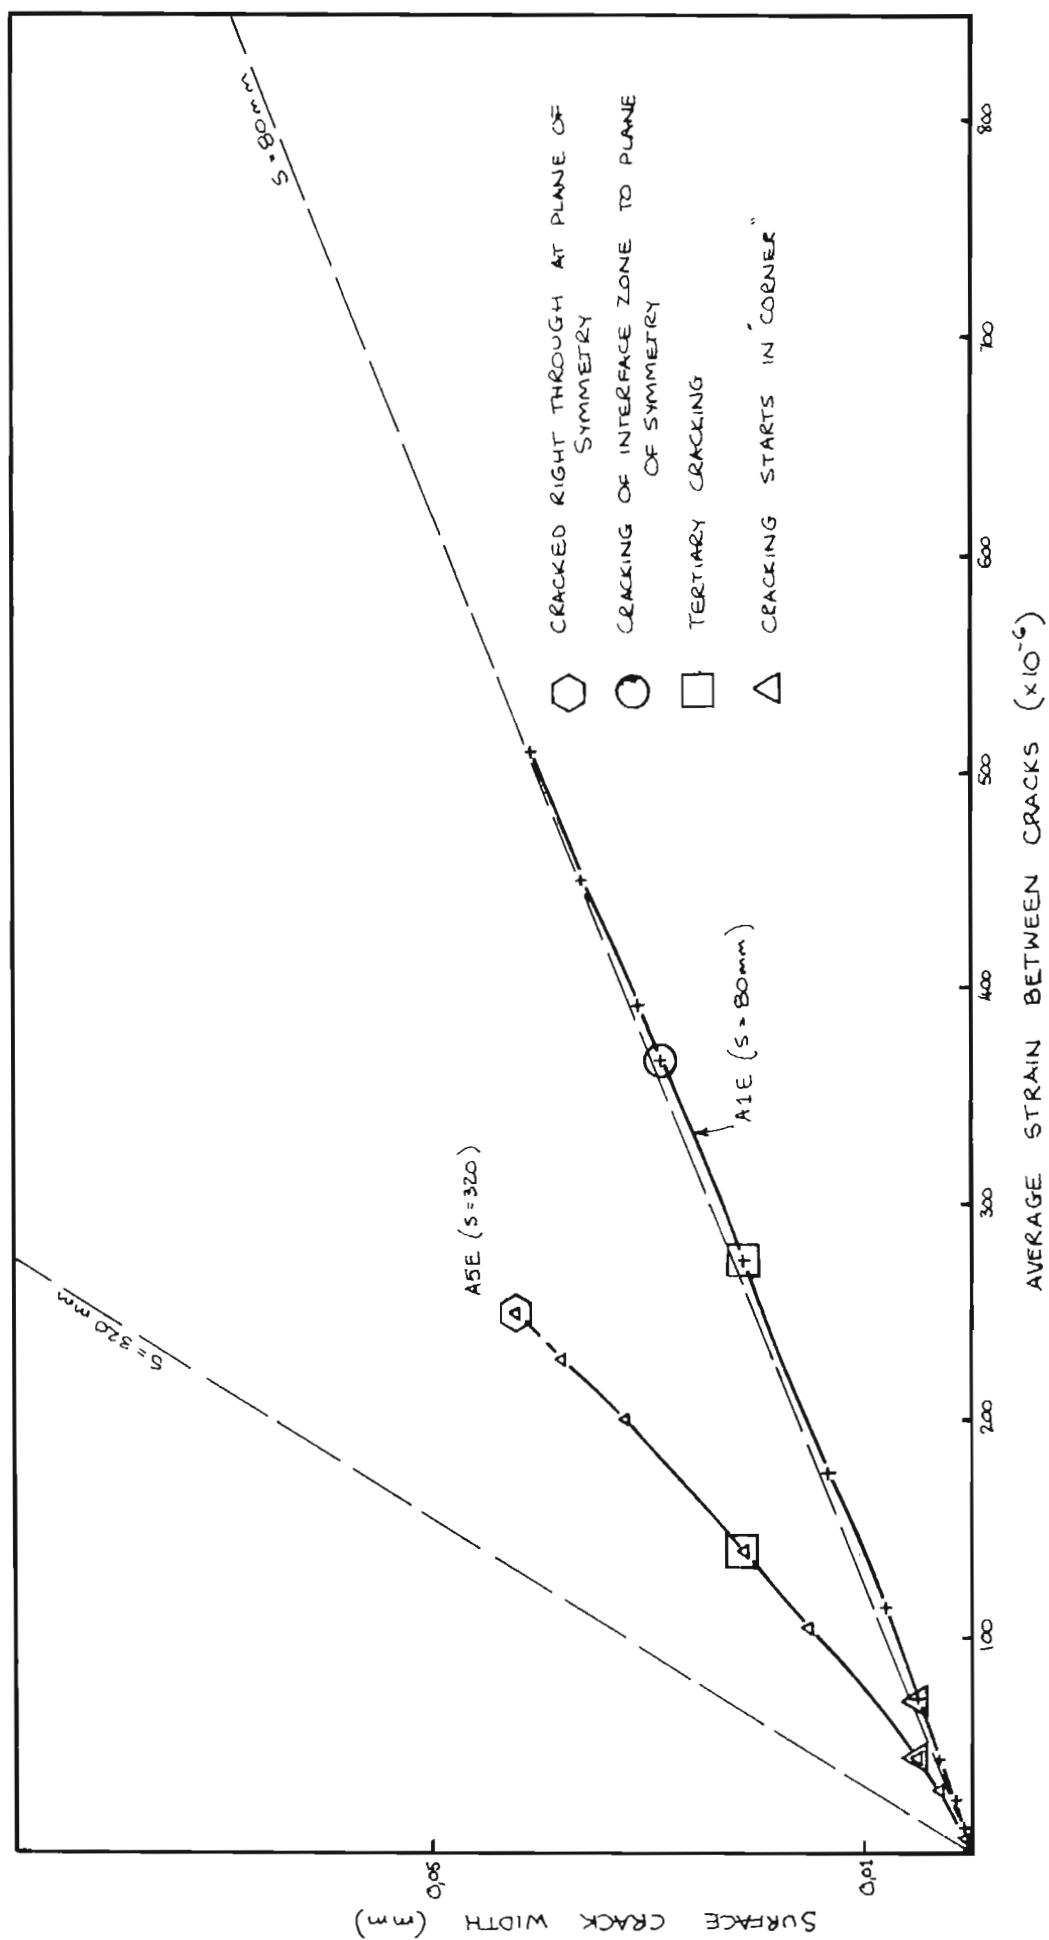 S = 320 mm
S = 80 mm
A5E (S = 320)
A1E (S = 80mm)
CRACKED RIGHT THROUGH AT PLANE OF
SYMMETRY
CRACKING OF INTERFACE ZONE TO PLANE
OF SYMMETRY
TERTIARY CRACKING
CRACKING STARTS IN "CORNER"
SURFACE CRACK WIDTH (mm)
0,05
0,01
100 200 300 400 500 600 700 800
AVERAGE STRAIN BETWEEN CRACKS (x10⁻⁶)